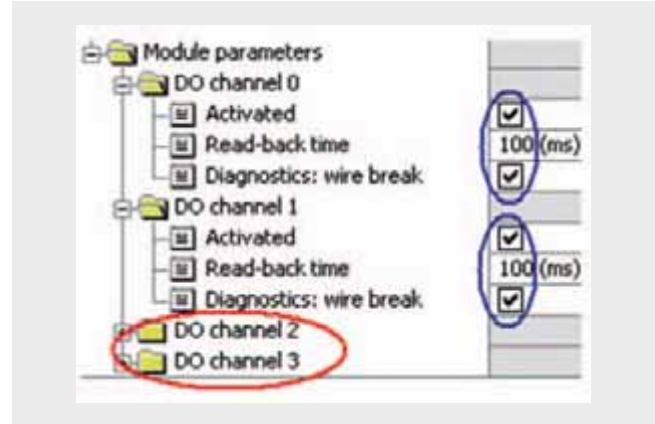 Module parameters
DO channel 0
Activated
Read-back time 100 (ms)
Diagnostics: wire break
DO channel 1
Activated
Read-back time 100 (ms)
Diagnostics: wire break
DO channel 2
DO channel 3